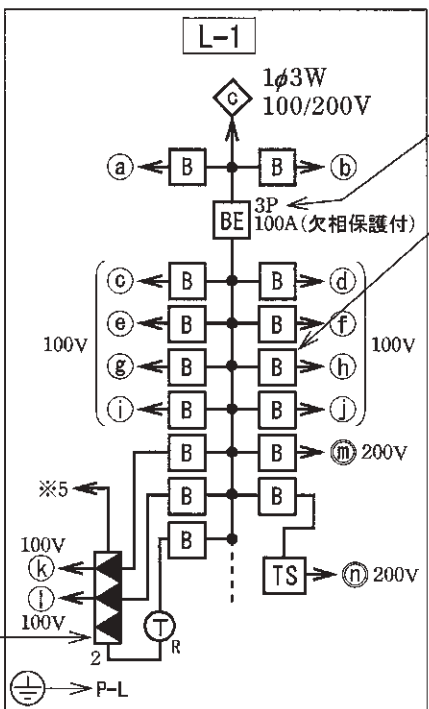 L-1
1φ3W
100/200V
c
ⓐ B B ⓑ
BE 3P
100A(欠相保護付)
ⓒ B B ⓓ
ⓔ B B ⓕ
100V 100V
ⓖ B B ⓗ
ⓘ B B ⓙ
B B ⓜ 200V
※5 B B
100V B
ⓚ TS ⓝ 200V
ⓛ
100V T
R
2
P-L